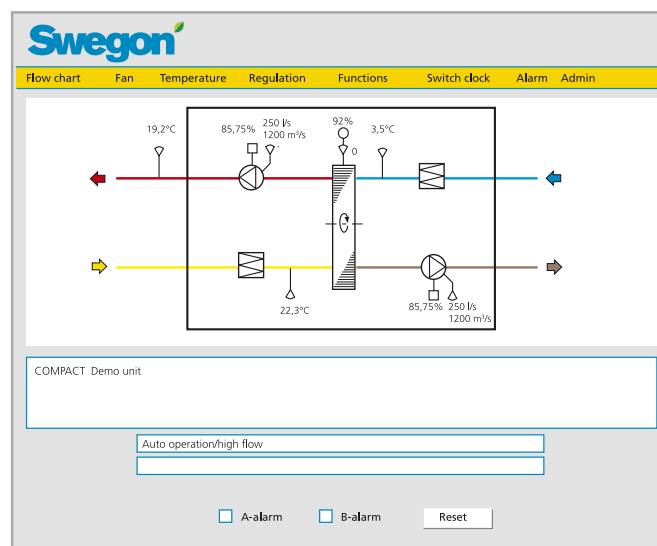 Swegon
Flow chart Fan Temperature Regulation Functions Switch clock Alarm Admin
19,2°C
85,75%
250 l/s
1200 m³/s
92%
0
3,5°C
22,3°C
85,75%
250 l/s
1200 m³/s
COMPACT Demo unit
Auto operation/high flow
A-alarm B-alarm Reset